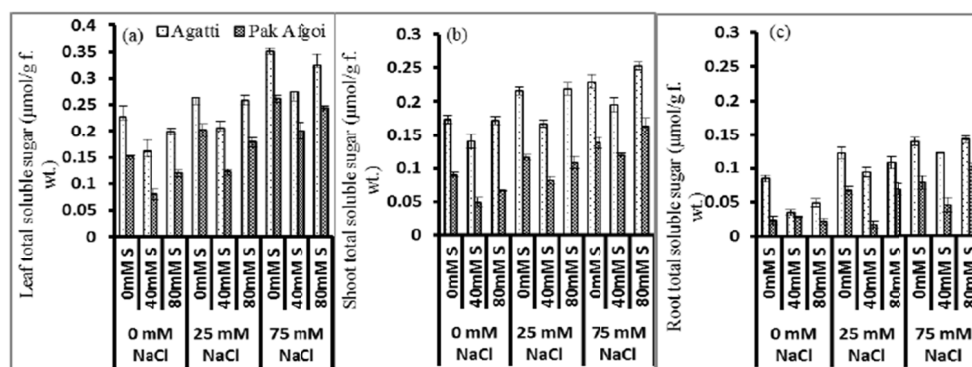 (a) Agatti Pak Afgoi
Leaf total soluble sugar (µmol/g f. wt.)
0.4
0.35
0.3
0.25
0.2
0.15
0.1
0.05
0
0mM S 40mM S 80mM S 0mM S 40mM S 80mM S 0mM S 40mM S 80mM S
0 mM 25 mM 75 mM
NaCl NaCl NaCl
(b)
Shoot total soluble sugar (µmol/g f. wt.)
0.3
0.25
0.2
0.15
0.1
0.05
0
0mM S 40mM S 80mM S 0mM S 40mM S 80mM S 0mM S 40mM S 80mM S
0 mM 25 mM 75 mM
NaCl NaCl NaCl
(c)
Root total soluble sugar (µmol/g f. wt.)
0.3
0.25
0.2
0.15
0.1
0.05
0
0mM S 40mM S 80mM S 0mM S 40mM S 80mM S 0mM S 40mM S 80mM S
0 mM 25 mM 75 mM
NaCl NaCl NaCl